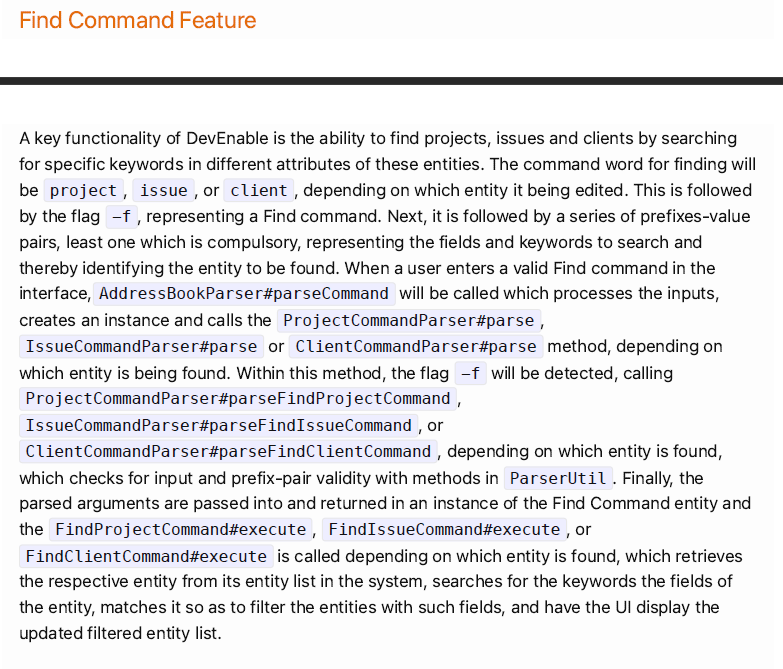 Find Command Feature
A key functionality of DevEnable is the ability to find projects, issues and clients by searching
for specific keywords in different attributes of these entities. The command word for finding will
be project, issue, or client, depending on which entity it being edited. This is followed
by the flag -f, representing a Find command. Next, it is followed by a series of prefixes-value
pairs, least one which is compulsory, representing the fields and keywords to search and
thereby identifying the entity to be found. When a user enters a valid Find command in the
interface, AddressBookParser#parseCommand will be called which processes the inputs,
creates an instance and calls the ProjectCommandParser#parse,
IssueCommandParser#parse or ClientCommandParser#parse method, depending on
which entity is being found. Within this method, the flag -f will be detected, calling
ProjectCommandParser#parseFindProjectCommand,
IssueCommandParser#parseFindIssueCommand, or
ClientCommandParser#parseFindClientCommand, depending on which entity is found,
which checks for input and prefix-pair validity with methods in ParserUtil. Finally, the
parsed arguments are passed into and returned in an instance of the Find Command entity and
the FindProjectCommand#execute, FindIssueCommand#execute, or
FindClientCommand#execute is called depending on which entity is found, which retrieves
the respective entity from its entity list in the system, searches for the keywords the fields of
the entity, matches it so as to filter the entities with such fields, and have the UI display the
updated filtered entity list.